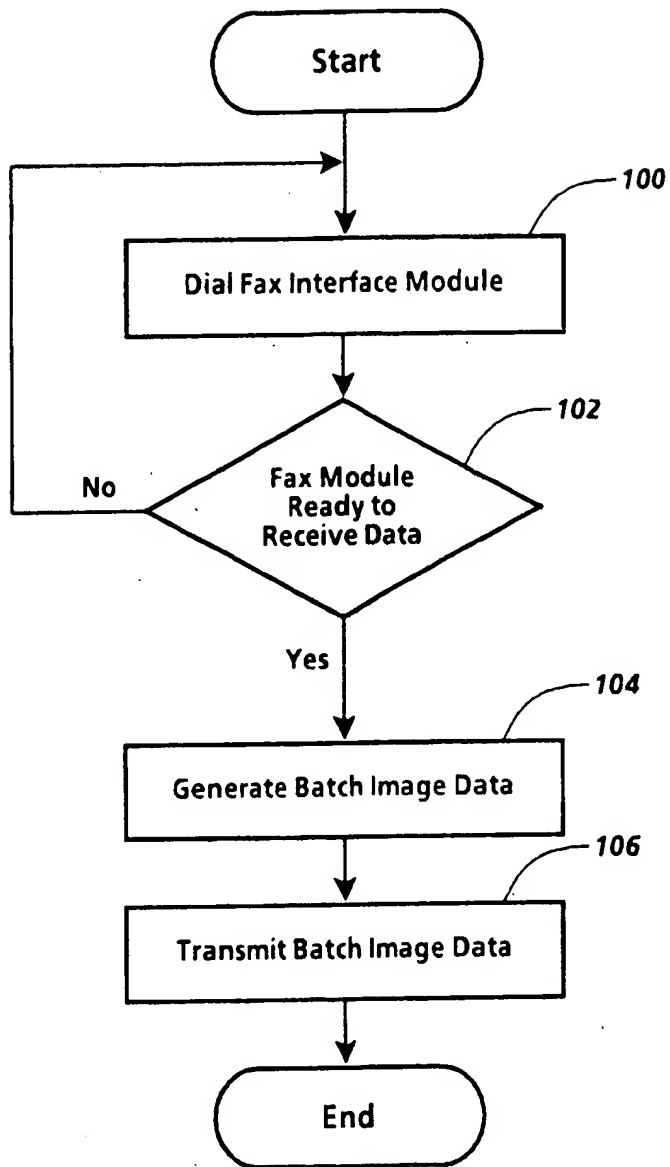 Start
100
Dial Fax Interface Module
102
Fax Module
Ready to
Receive Data
No
Yes
104
Generate Batch Image Data
106
Transmit Batch Image Data
End